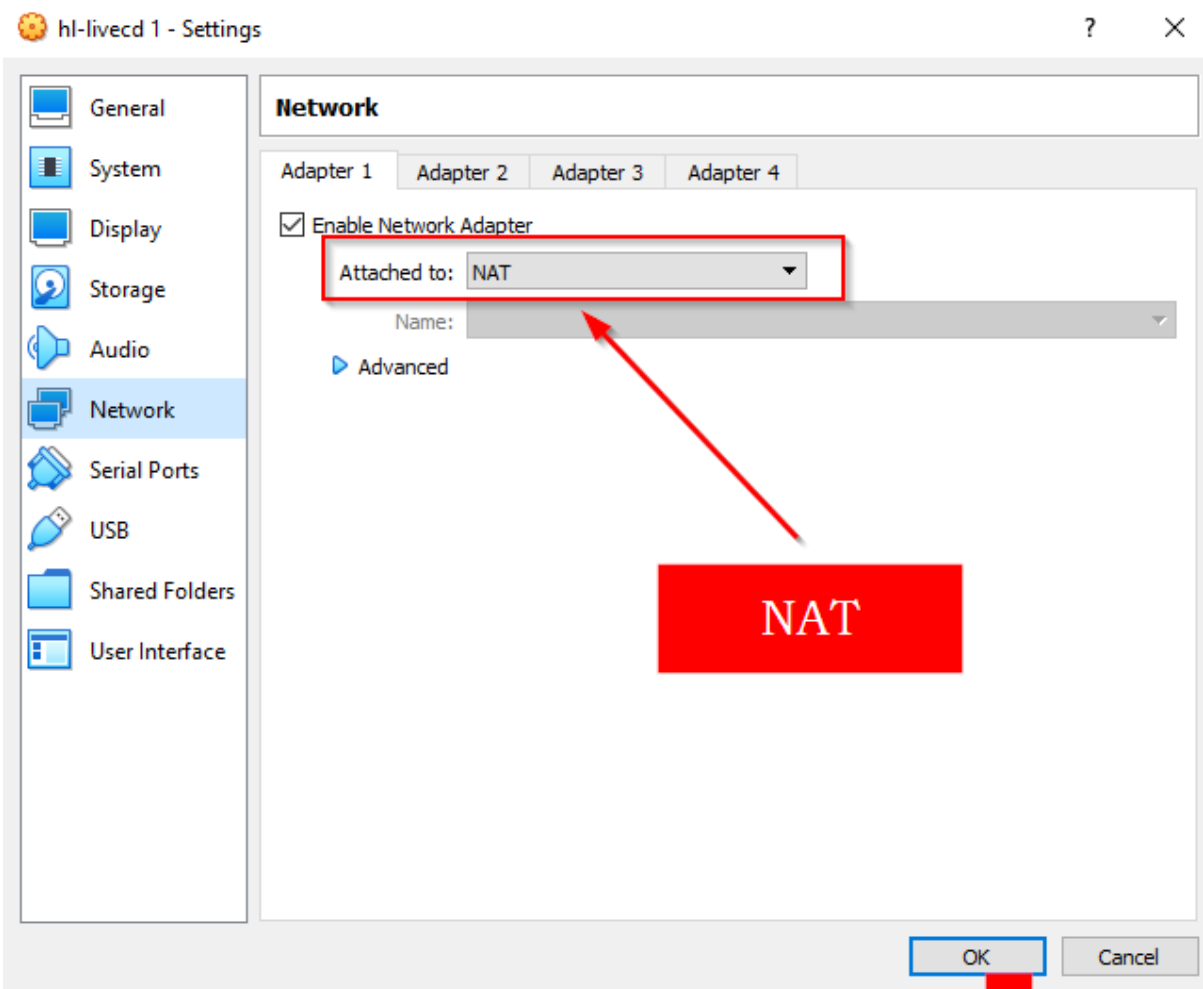 hl-livecd 1 - Settings
?
General
System
Display
Storage
Audio
Network
Serial Ports
USB
Shared Folders
User Interface
Network
Adapter 1 Adapter 2 Adapter 3 Adapter 4
Enable Network Adapter
Attached to: NAT
Name:
Advanced
NAT
OK Cancel